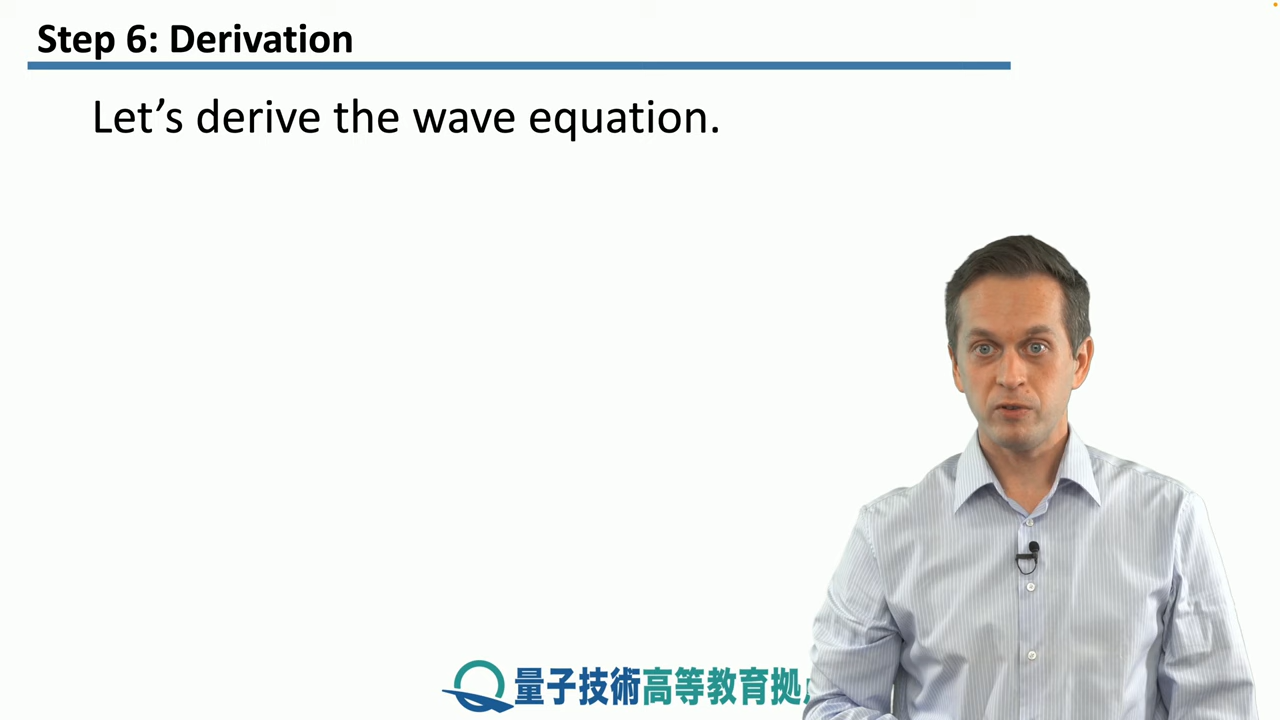 Step 6: Derivation
Let’s derive the wave equation.
量子技術高等教育拠